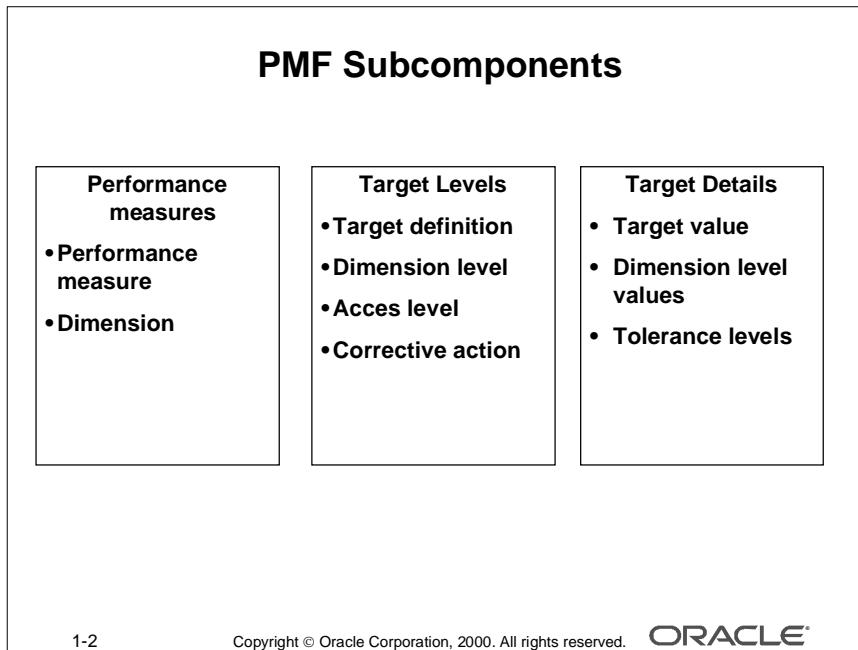 PMF Subcomponents
Performance
measures
•Performance
measure
•Dimension
Target Levels
•Target definition
•Dimension level
•Acces level
•Corrective action
Target Details
• Target value
• Dimension level
values
• Tolerance levels
1-2
Copyright © Oracle Corporation, 2000. All rights reserved.
ORACLE®